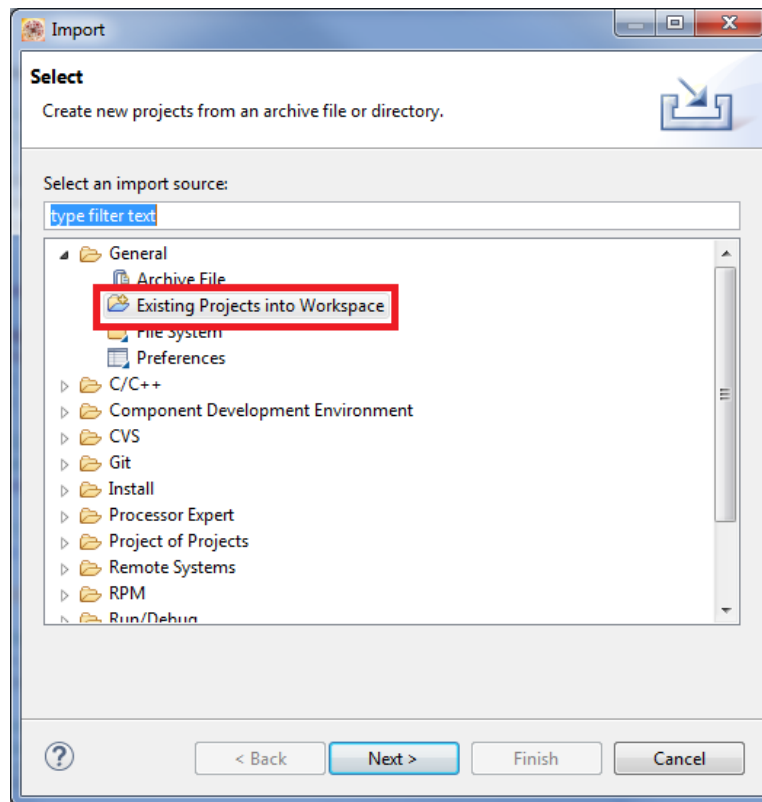 Import
Select
Create new projects from an archive file or directory.
Select an import source:
type filter text
General
Archive File
Existing Projects into Workspace
File System
Preferences
C/C++
Component Development Environment
CVS
Git
Install
Processor Expert
Project of Projects
Remote Systems
RPM
Run/Debug
< Back Next > Finish Cancel